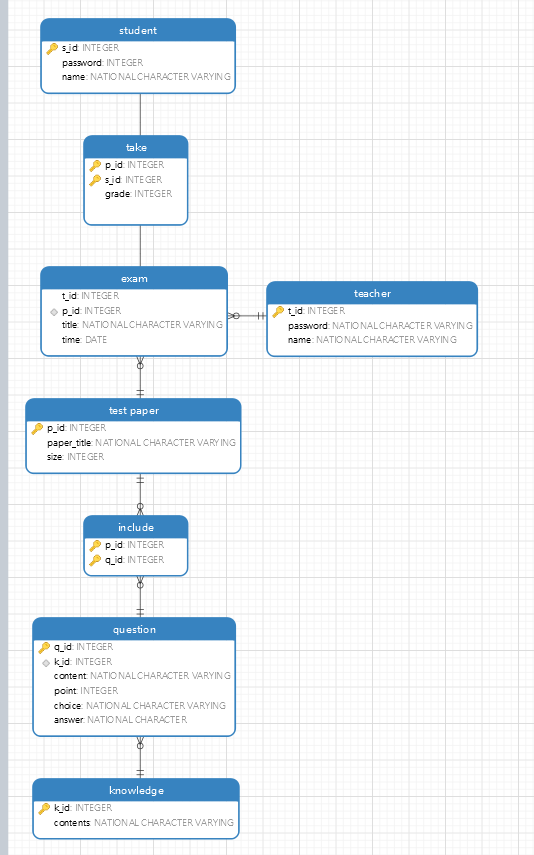 student
s_id: INTEGER
password: INTEGER
name: NATIONAL CHARACTER VARYING
take
p_id: INTEGER
s_id: INTEGER
grade: INTEGER
exam
t_id: INTEGER
p_id: INTEGER
title: NATIONAL CHARACTER VARYING
time: DATE
teacher
t_id: INTEGER
password: NATIONAL CHARACTER VARYING
name: NATIONAL CHARACTER VARYING
test paper
p_id: INTEGER
paper_title: NATIONAL CHARACTER VARYING
size: INTEGER
include
p_id: INTEGER
q_id: INTEGER
question
q_id: INTEGER
k_id: INTEGER
content: NATIONAL CHARACTER VARYING
point: INTEGER
choice: NATIONAL CHARACTER VARYING
answer: NATIONAL CHARACTER
knowledge
k_id: INTEGER
contents: NATIONAL CHARACTER VARYING